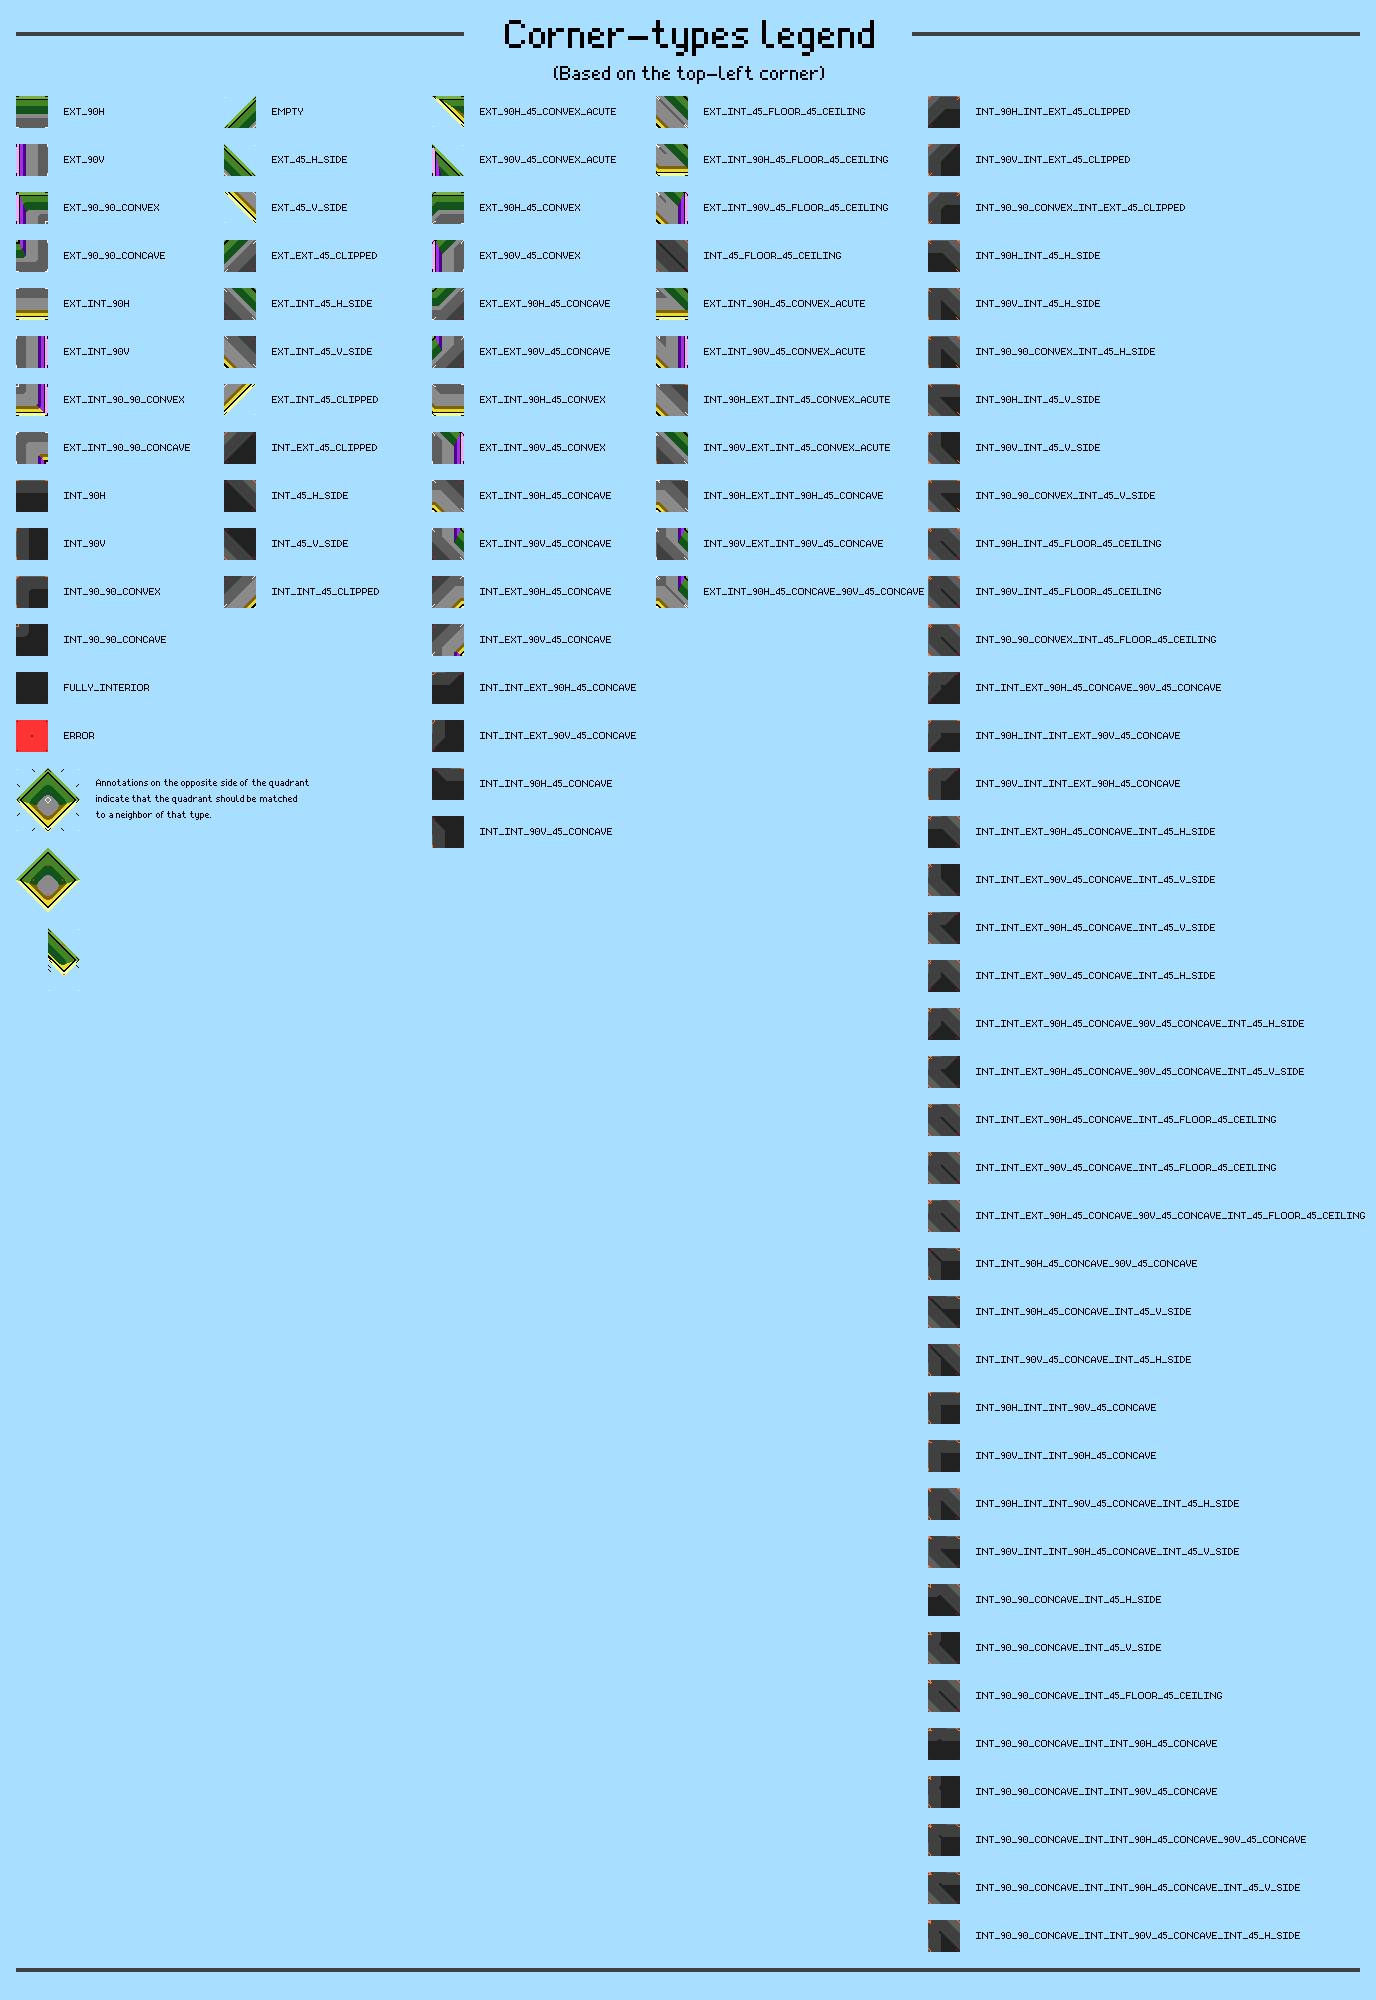 Corner-types legend
(Based on the top-left corner)
EXT_90H
EXT_90V
EXT_90_90_CONVEX
EXT_90_90_CONCAVE
EXT_INT_90H
EXT_INT_90V
EXT_INT_90_90_CONVEX
EXT_INT_90_90_CONCAVE
INT_90H
INT_90V
INT_90_90_CONVEX
INT_90_90_CONCAVE
FULLY_INTERIOR
ERROR
Annotations on the opposite side of the quadrant
indicate that the quadrant should be matched
to a neighbor of that type.
EMPTY
EXT_45_H_SIDE
EXT_45_V_SIDE
EXT_EXT_45_CLIPPED
EXT_INT_45_H_SIDE
EXT_INT_45_V_SIDE
EXT_INT_45_CLIPPED
INT_EXT_45_CLIPPED
INT_45_H_SIDE
INT_45_V_SIDE
INT_INT_45_CLIPPED
EXT_90H_45_CONVEX_ACUTE
EXT_90V_45_CONVEX_ACUTE
EXT_90H_45_CONVEX
EXT_90V_45_CONVEX
EXT_EXT_90H_45_CONCAVE
EXT_EXT_90V_45_CONCAVE
EXT_INT_90H_45_CONVEX
EXT_INT_90V_45_CONVEX
EXT_INT_90H_45_CONCAVE
EXT_INT_90V_45_CONCAVE
INT_EXT_90H_45_CONCAVE
INT_EXT_90V_45_CONCAVE
INT_INT_EXT_90H_45_CONCAVE
INT_INT_EXT_90V_45_CONCAVE
INT_INT_90H_45_CONCAVE
INT_INT_90V_45_CONCAVE
EXT_INT_45_FLOOR_45_CEILING
EXT_INT_90H_45_FLOOR_45_CEILING
EXT_INT_90V_45_FLOOR_45_CEILING
INT_45_FLOOR_45_CEILING
EXT_INT_90H_45_CONVEX_ACUTE
EXT_INT_90V_45_CONVEX_ACUTE
INT_90H_EXT_INT_45_CONVEX_ACUTE
INT_90V_EXT_INT_45_CONVEX_ACUTE
INT_90H_EXT_INT_90H_45_CONCAVE
INT_90V_EXT_INT_90V_45_CONCAVE
EXT_INT_90H_45_CONCAVE_90V_45_CONCAVE
INT_90H_INT_EXT_45_CLIPPED
INT_90V_INT_EXT_45_CLIPPED
INT_90_90_CONVEX_INT_EXT_45_CLIPPED
INT_90H_INT_45_H_SIDE
INT_90V_INT_45_H_SIDE
INT_90_90_CONVEX_INT_45_H_SIDE
INT_90H_INT_45_V_SIDE
INT_90V_INT_45_V_SIDE
INT_90_90_CONVEX_INT_45_V_SIDE
INT_90H_INT_45_FLOOR_45_CEILING
INT_90V_INT_45_FLOOR_45_CEILING
INT_90_90_CONVEX_INT_45_FLOOR_45_CEILING
INT_INT_EXT_90H_45_CONCAVE_90V_45_CONCAVE
INT_90H_INT_INT_EXT_90V_45_CONCAVE
INT_90V_INT_INT_EXT_90H_45_CONCAVE
INT_INT_EXT_90H_45_CONCAVE_INT_45_H_SIDE
INT_INT_EXT_90V_45_CONCAVE_INT_45_V_SIDE
INT_INT_EXT_90H_45_CONCAVE_INT_45_V_SIDE
INT_INT_EXT_90V_45_CONCAVE_INT_45_H_SIDE
INT_INT_EXT_90H_45_CONCAVE_90V_45_CONCAVE_INT_45_H_SIDE
INT_INT_EXT_90H_45_CONCAVE_90V_45_CONCAVE_INT_45_V_SIDE
INT_INT_EXT_90H_45_CONCAVE_INT_45_FLOOR_45_CEILING
INT_INT_EXT_90V_45_CONCAVE_INT_45_FLOOR_45_CEILING
INT_INT_EXT_90H_45_CONCAVE_90V_45_CONCAVE_INT_45_FLOOR_45_CEILING
INT_INT_90H_45_CONCAVE_90V_45_CONCAVE
INT_INT_90H_45_CONCAVE_INT_45_V_SIDE
INT_INT_90V_45_CONCAVE_INT_45_H_SIDE
INT_90H_INT_INT_90V_45_CONCAVE
INT_90V_INT_INT_90H_45_CONCAVE
INT_90H_INT_INT_90V_45_CONCAVE_INT_45_H_SIDE
INT_90V_INT_INT_90H_45_CONCAVE_INT_45_V_SIDE
INT_90_90_CONCAVE_INT_45_H_SIDE
INT_90_90_CONCAVE_INT_45_V_SIDE
INT_90_90_CONCAVE_INT_45_FLOOR_45_CEILING
INT_90_90_CONCAVE_INT_INT_90H_45_CONCAVE
INT_90_90_CONCAVE_INT_INT_90V_45_CONCAVE
INT_90_90_CONCAVE_INT_INT_90H_45_CONCAVE_90V_45_CONCAVE
INT_90_90_CONCAVE_INT_INT_90H_45_CONCAVE_INT_45_V_SIDE
INT_90_90_CONCAVE_INT_INT_90V_45_CONCAVE_INT_45_H_SIDE